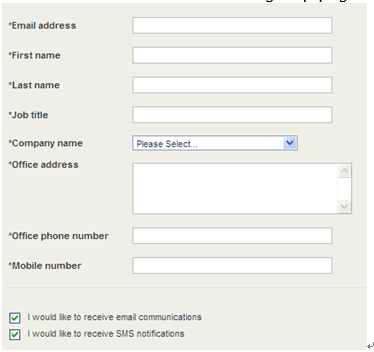 *Email address
*First name
*Last name
*Job title
*Company name Please Select...
*Office address
*Office phone number
*Mobile number
I would like to receive email communications
I would like to receive SMS notifications